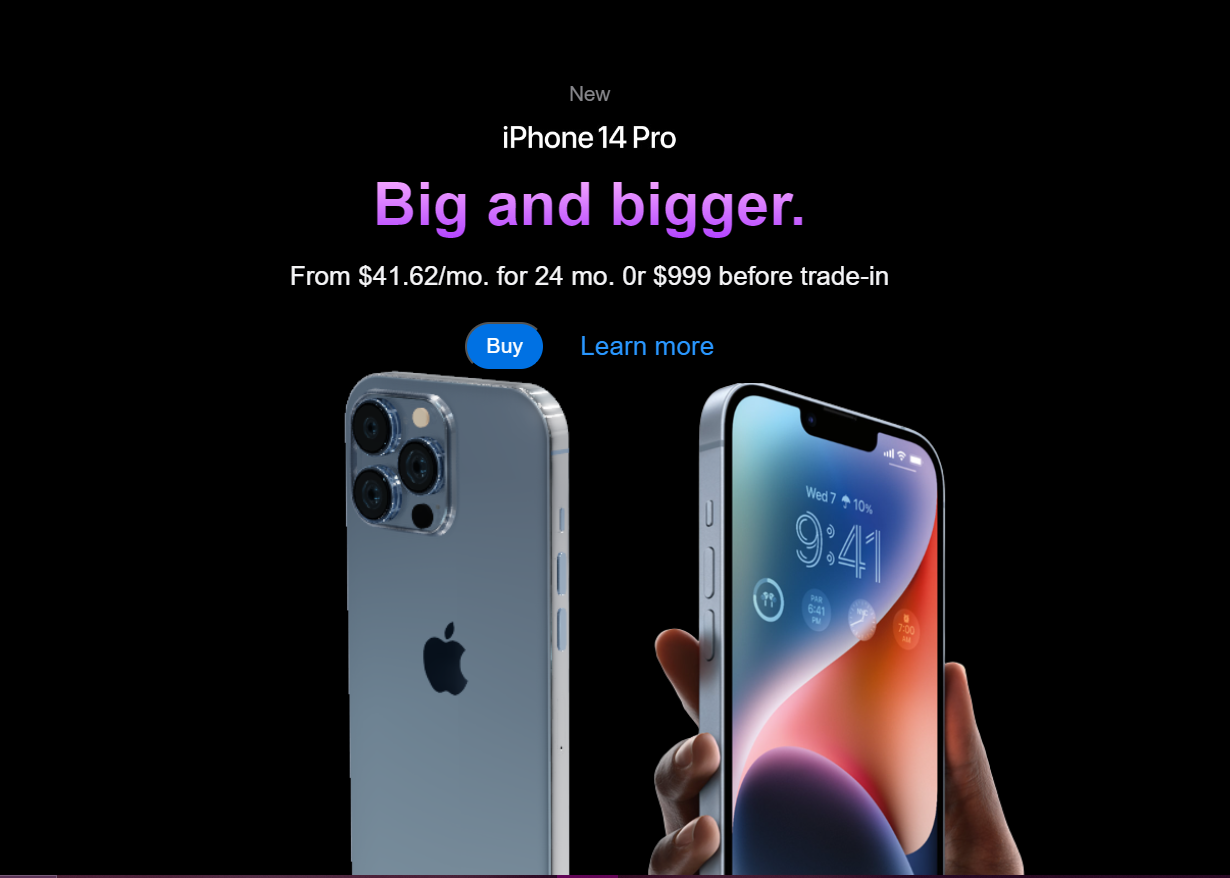 New
iPhone 14 Pro
Big and bigger.
From $41.62/mo. for 24 mo. 0r $999 before trade-in
Buy
Learn more
Wed 7 10%
9:41
PAR
6:41
PM
7:00
AM